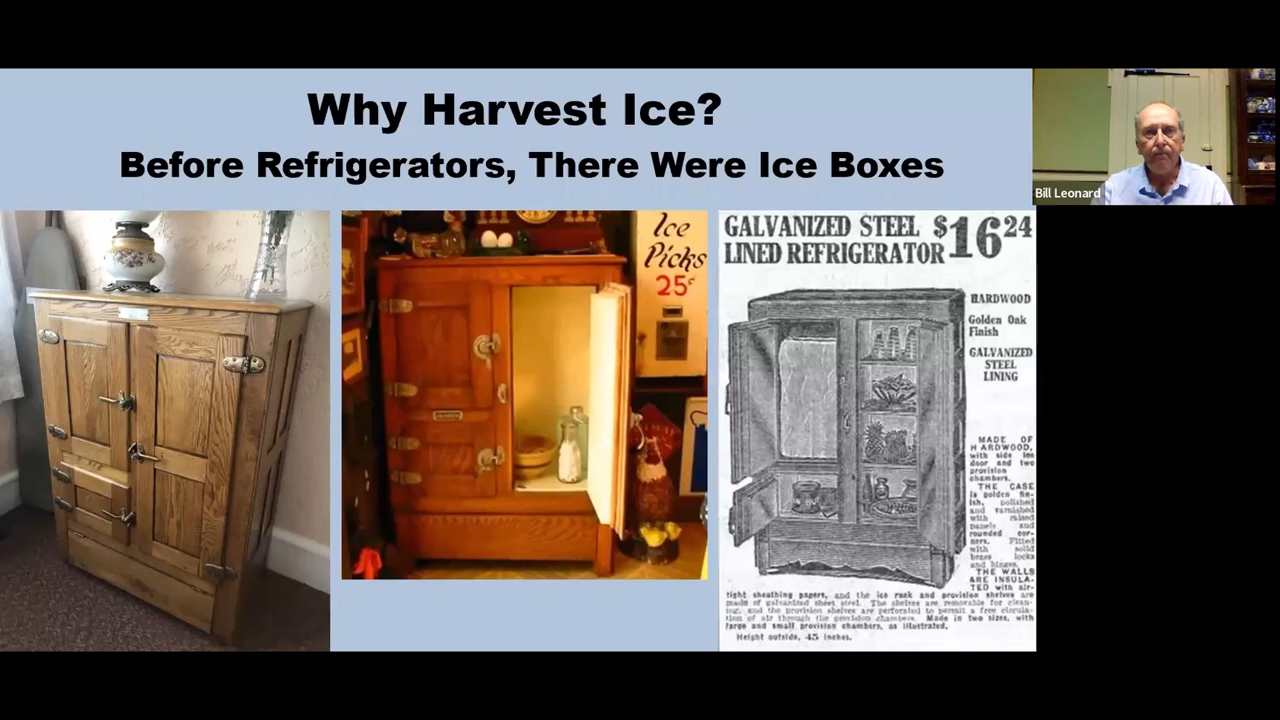 Why Harvest Ice?
Before Refrigerators, There Were Ice Boxes
Bill Leonard
Ice
Picks
25¢
GALVANIZED STEEL
LINED REFRIGERATOR
$16 24
HARDWOOD
Golden Oak
Finish
GALVANIZED
STEEL
LINING
MADE OF
HARDWOOD,
with side ice
door and two
provision
chambers.
THE CASE
is golden fin-
ish, polished
and varnished
with raised
panels and
rounded cor-
ners. Fitted
with solid
brass locks
and hinges.
THE WALLS
ARE INSULA-
TED with air-
tight sheathing papers, and the ice rack and provision shelves are
made of galvanized sheet steel. The shelves are removable for clean-
ing, and the provision shelves are perforated to permit a free circula-
tion of air through the provision chambers. Made in two sizes, with
large and small provision chambers, as illustrated.
Height outside, 45 inches.